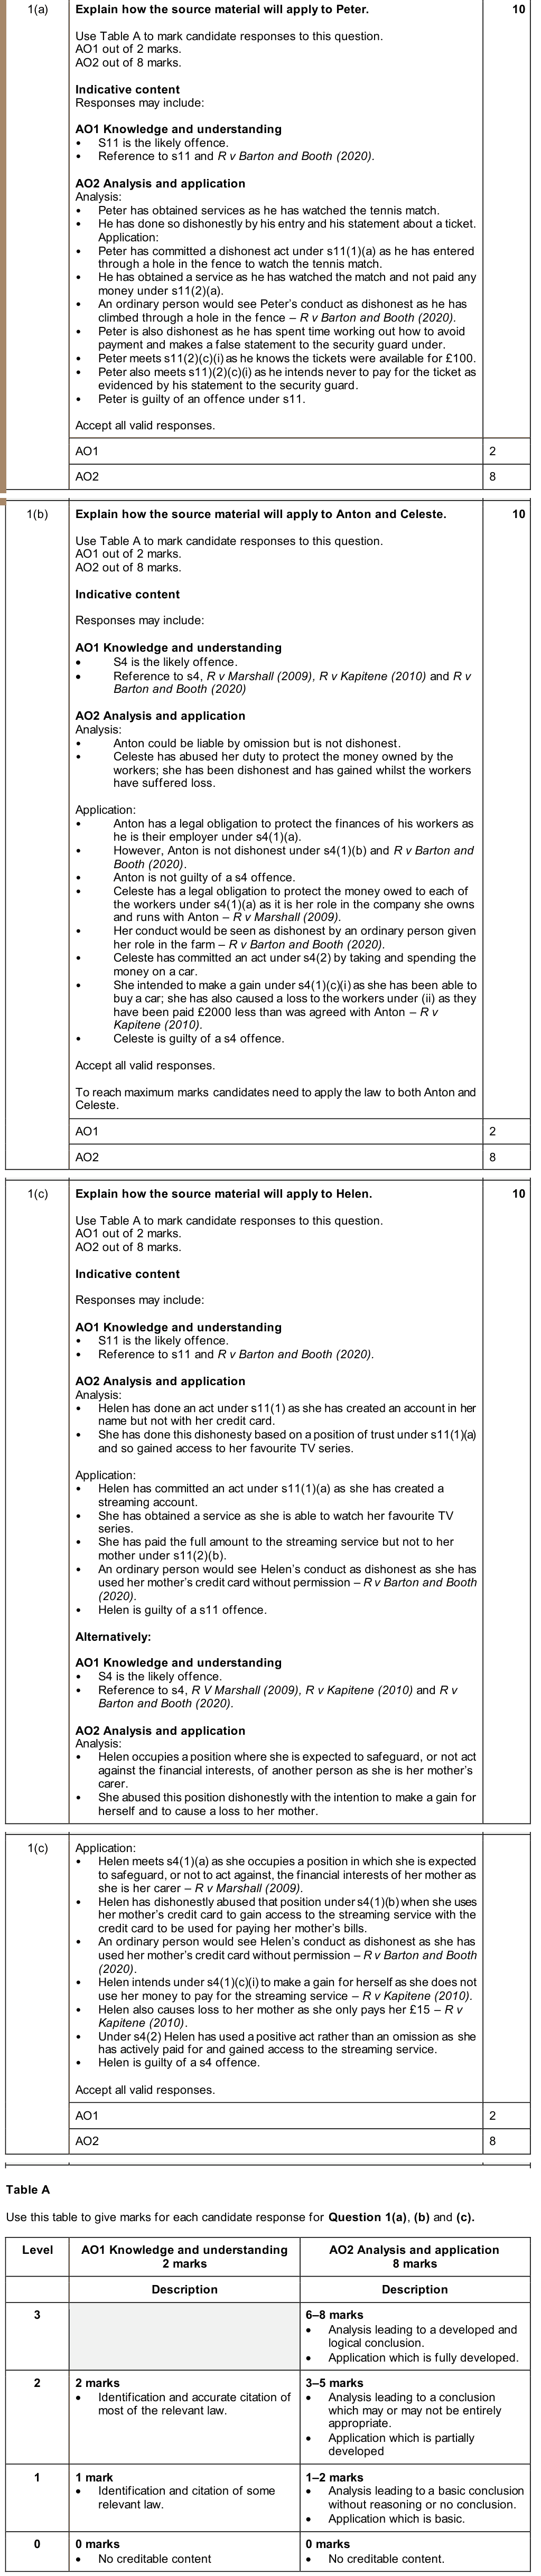 1(a) Explain how the source material will apply to Peter. 10
Use Table A to mark candidate responses to this question.
AO1 out of 2 marks.
AO2 out of 8 marks.
Indicative content
Responses may include:
AO1 Knowledge and understanding
• S11 is the likely offence.
• Reference to s11 and R v Barton and Booth (2020).
AO2 Analysis and application
Analysis:
• Peter has obtained services as he has watched the tennis match.
• He has done so dishonestly by his entry and his statement about a ticket.
Application:
• Peter has committed a dishonest act under s11(1)(a) as he has entered
through a hole in the fence to watch the tennis match.
• He has obtained a service as he has watched the match and not paid any
money under s11(2)(a).
• An ordinary person would see Peter's conduct as dishonest as he has
climbed through a hole in the fence – R v Barton and Booth (2020).
• Peter is also dishonest as he has spent time working out how to avoid
payment and makes a false statement to the security guard under.
• Peter meets s11(2)(c)(i) as he knows the tickets were available for £100.
• Peter also meets s11)(2)(c)(i) as he intends never to pay for the ticket as
evidenced by his statement to the security guard.
• Peter is guilty of an offence under s11.
Accept all valid responses.
AO1 2
AO2 8
1(b) Explain how the source material will apply to Anton and Celeste. 10
Use Table A to mark candidate responses to this question.
AO1 out of 2 marks.
AO2 out of 8 marks.
Indicative content
Responses may include:
AO1 Knowledge and understanding
• S4 is the likely offence.
• Reference to s4, R v Marshall (2009), R v Kapitene (2010) and R v
Barton and Booth (2020)
AO2 Analysis and application
Analysis:
• Anton could be liable by omission but is not dishonest.
• Celeste has abused her duty to protect the money owned by the
workers; she has been dishonest and has gained whilst the workers
have suffered loss.
Application:
• Anton has a legal obligation to protect the finances of his workers as
he is their employer under s4(1)(a).
• However, Anton is not dishonest under s4(1)(b) and R v Barton and
Booth (2020).
• Anton is not guilty of a s4 offence.
• Celeste has a legal obligation to protect the money owed to each of
the workers under s4(1)(a) as it is her role in the company she owns
and runs with Anton – R v Marshall (2009).
• Her conduct would be seen as dishonest by an ordinary person given
her role in the farm – R v Barton and Booth (2020).
• Celeste has committed an act under s4(2) by taking and spending the
money on a car.
• She intended to make a gain under s4(1)(c)(i) as she has been able to
buy a car; she has also caused a loss to the workers under (ii) as they
have been paid £2000 less than was agreed with Anton – R v
Kapitene (2010).
• Celeste is guilty of a s4 offence.
Accept all valid responses.
To reach maximum marks candidates need to apply the law to both Anton and
Celeste.
AO1 2
AO2 8
1(c) Explain how the source material will apply to Helen. 10
Use Table A to mark candidate responses to this question.
AO1 out of 2 marks.
AO2 out of 8 marks.
Indicative content
Responses may include:
AO1 Knowledge and understanding
• S11 is the likely offence.
• Reference to s11 and R v Barton and Booth (2020).
AO2 Analysis and application
Analysis:
• Helen has done an act under s11(1) as she has created an account in her
name but not with her credit card.
• She has done this dishonesty based on a position of trust under s11(1)(a)
and so gained access to her favourite TV series.
Application:
• Helen has committed an act under s11(1)(a) as she has created a
streaming account.
• She has obtained a service as she is able to watch her favourite TV
series.
• She has paid the full amount to the streaming service but not to her
mother under s11(2)(b).
• An ordinary person would see Helen's conduct as dishonest as she has
used her mother's credit card without permission – R v Barton and Booth
(2020).
• Helen is guilty of a s11 offence.
Alternatively:
AO1 Knowledge and understanding
• S4 is the likely offence.
• Reference to s4, R V Marshall (2009), R v Kapitene (2010) and R v
Barton and Booth (2020).
AO2 Analysis and application
Analysis:
• Helen occupies a position where she is expected to safeguard, or not act
against the financial interests, of another person as she is her mother's
carer.
• She abused this position dishonestly with the intention to make a gain for
herself and to cause a loss to her mother.
1(c) Application:
• Helen meets s4(1)(a) as she occupies a position in which she is expected
to safeguard, or not to act against, the financial interests of her mother as
she is her carer – R v Marshall (2009).
• Helen has dishonestly abused that position under s4(1)(b) when she uses
her mother's credit card to gain access to the streaming service with the
credit card to be used for paying her mother's bills.
• An ordinary person would see Helen's conduct as dishonest as she has
used her mother's credit card without permission – R v Barton and Booth
(2020).
• Helen intends under s4(1)(c)(i) to make a gain for herself as she does not
use her money to pay for the streaming service – R v Kapitene (2010).
• Helen also causes loss to her mother as she only pays her £15 – R v
Kapitene (2010).
• Under s4(2) Helen has used a positive act rather than an omission as she
has actively paid for and gained access to the streaming service.
• Helen is guilty of a s4 offence.
Accept all valid responses.
AO1 2
AO2 8
Table A
Use this table to give marks for each candidate response for Question 1(a), (b) and (c).
Level AO1 Knowledge and understanding AO2 Analysis and application
2 marks 8 marks
Description Description
3 6–8 marks
• Analysis leading to a developed and
logical conclusion.
• Application which is fully developed.
2 2 marks 3–5 marks
• Identification and accurate citation of
most of the relevant law.
• Analysis leading to a conclusion
which may or may not be entirely
appropriate.
• Application which is partially
developed
1 1 mark 1–2 marks
• Identification and citation of some
relevant law.
• Analysis leading to a basic conclusion
without reasoning or no conclusion.
• Application which is basic.
0 0 marks 0 marks
• No creditable content • No creditable content.